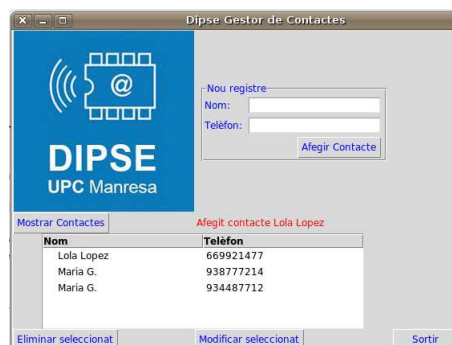 Dipse Gestor de Contactes
@
DIPSE
UPC Manresa
Nou registre
Nom:
Telèfon:
Afegir Contacte
Mostrar Contactes
Afegit contacte Lola Lopez
Nom Telèfon
Lola Lopez 669921477
Maria G. 938777214
Maria G. 934487712
Eliminar seleccionat Modificar seleccionat Sortir